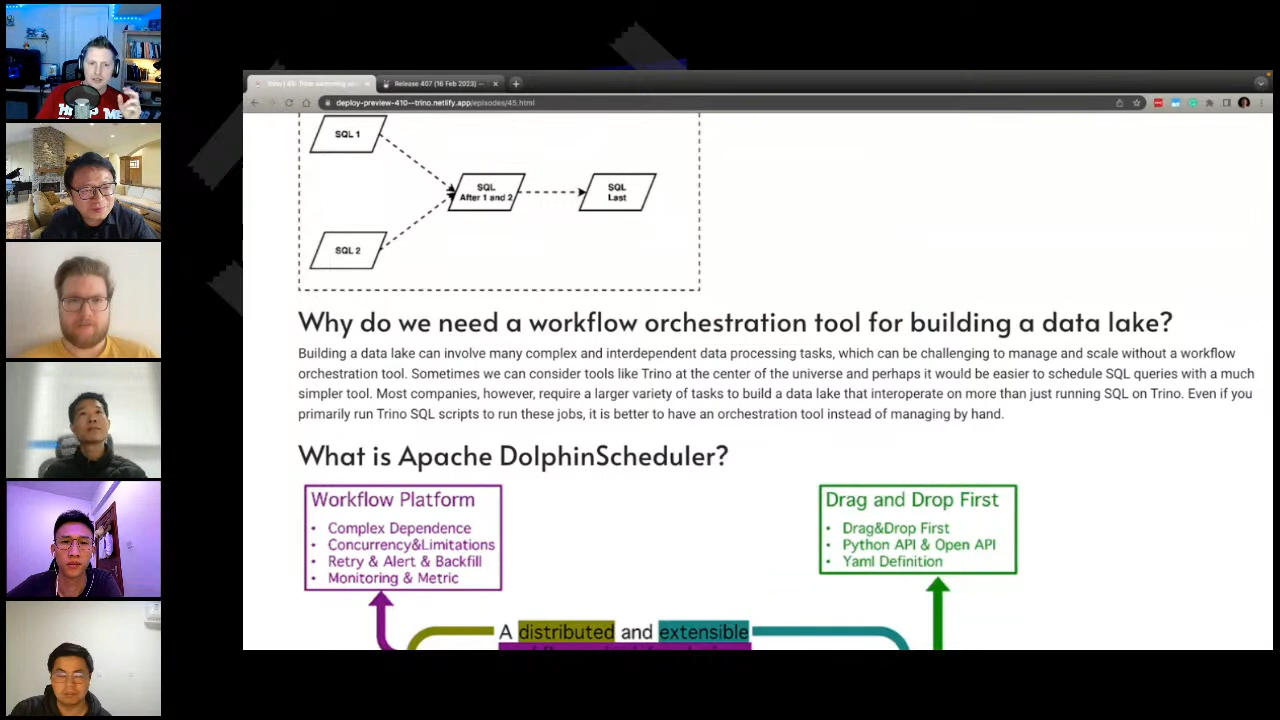 Release 407 (16 Feb 2023) —
deploy-preview-410--trino.netlify.app/episodes/45.html
SQL 1
SQL
After 1 and 2
SQL
Last
SQL 2
Why do we need a workflow orchestration tool for building a data lake?
Building a data lake can involve many complex and interdependent data processing tasks, which can be challenging to manage and scale without a workflow
orchestration tool. Sometimes we can consider tools like Trino at the center of the universe and perhaps it would be easier to schedule SQL queries with a much
simpler tool. Most companies, however, require a larger variety of tasks to build a data lake that interoperate on more than just running SQL on Trino. Even if you
primarily run Trino SQL scripts to run these jobs, it is better to have an orchestration tool instead of managing by hand.
What is Apache DolphinScheduler?
Workflow Platform
• Complex Dependence
• Concurrency&Limitations
• Retry & Alert & Backfill
• Monitoring & Metric
Drag and Drop First
• Drag&Drop First
• Python API & Open API
• Yaml Definition
A distributed and extensible